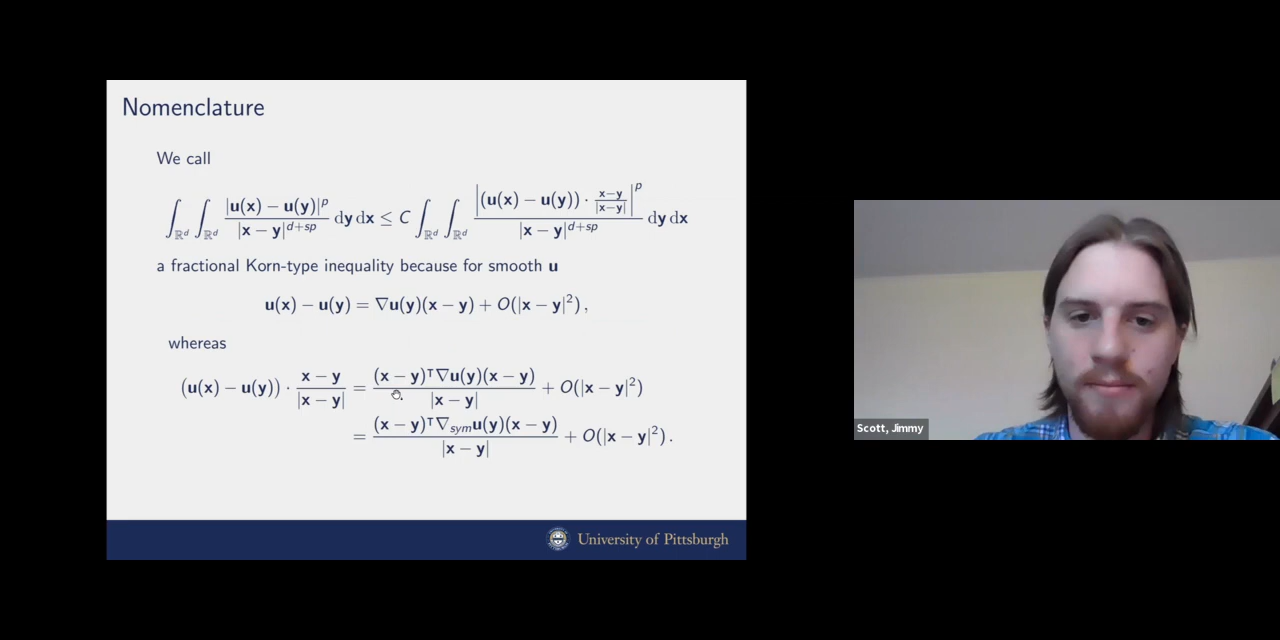 Nomenclature
We call
∫_{ℝ^d} ∫_{ℝ^d} |u(x) − u(y)|^p / |x − y|^{d+sp} dy dx ≤ C ∫_{ℝ^d} ∫_{ℝ^d} |(u(x) − u(y)) · (x−y)/|x−y||^p / |x − y|^{d+sp} dy dx
a fractional Korn-type inequality because for smooth u
u(x) − u(y) = ∇u(y)(x − y) + O(|x − y|²) ,
whereas
(u(x) − u(y)) · (x − y)/|x − y| = (x − y)^⊤ ∇u(y)(x − y) / |x − y| + O(|x − y|²)
= (x − y)^⊤ ∇_{sym}u(y)(x − y) / |x − y| + O(|x − y|²) .
University of Pittsburgh
Scott, Jimmy